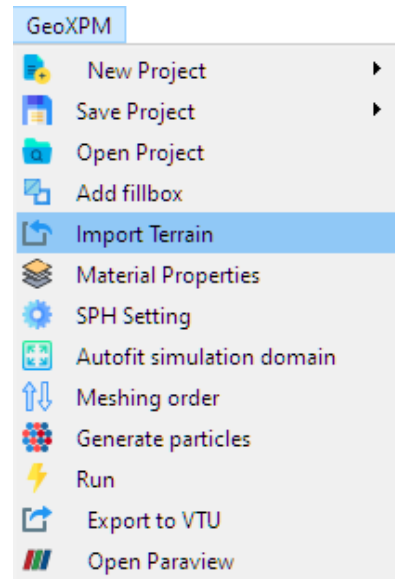 GeoXPM
New Project
Save Project
Open Project
Add fillbox
Import Terrain
Material Properties
SPH Setting
Autofit simulation domain
Meshing order
Generate particles
Run
Export to VTU
Open Paraview